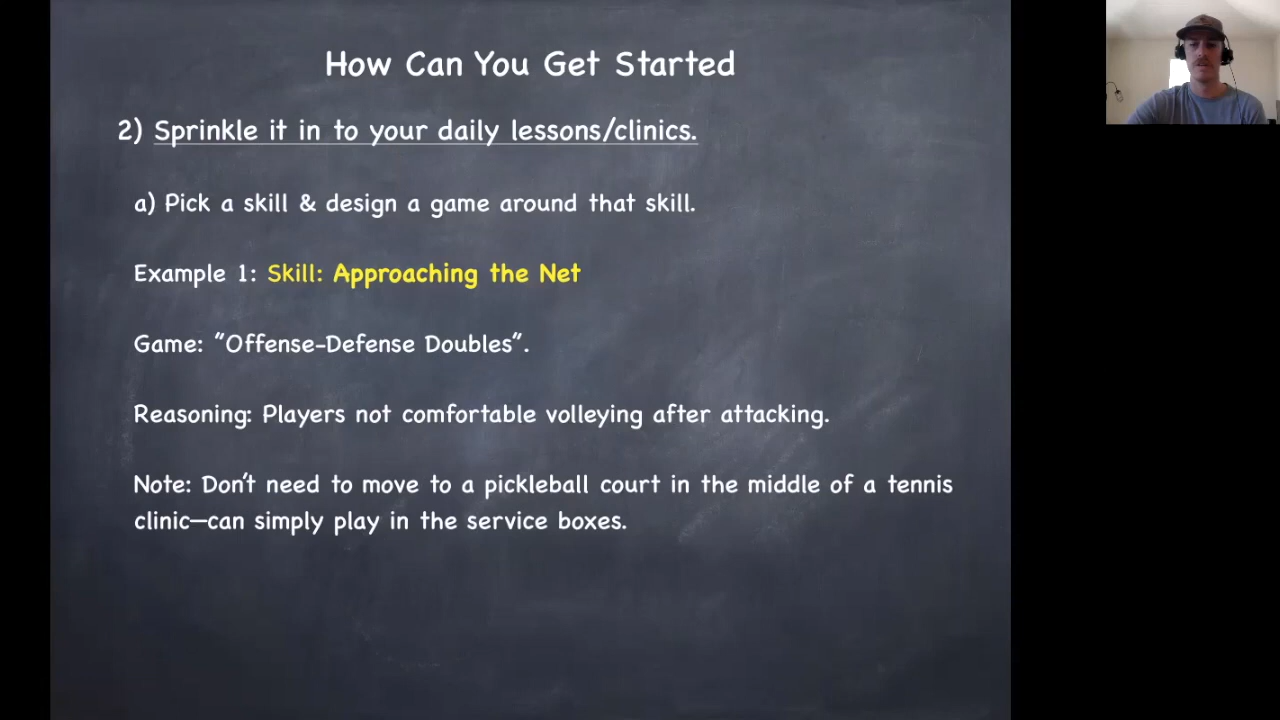 How Can You Get Started
2) Sprinkle it in to your daily lessons/clinics.
a) Pick a skill & design a game around that skill.
Example 1: Skill: Approaching the Net
Game: “Offense-Defense Doubles”.
Reasoning: Players not comfortable volleying after attacking.
Note: Don’t need to move to a pickleball court in the middle of a tennis
clinic—can simply play in the service boxes.